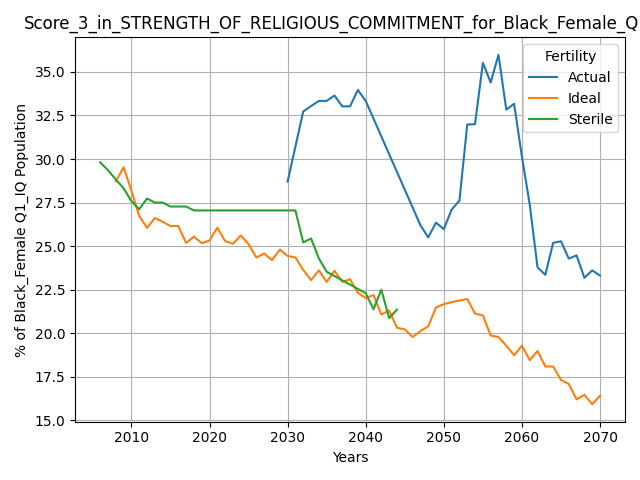 Score_3_in_STRENGTH_OF_RELIGIOUS_COMMITMENT_for_Black_Female_Q
% of Black_Female Q1_IQ Population
35.0
32.5
30.0
27.5
25.0
22.5
20.0
17.5
15.0
Fertility
Actual
Ideal
Sterile
2010 2020 2030 2040 2050 2060 2070
Years